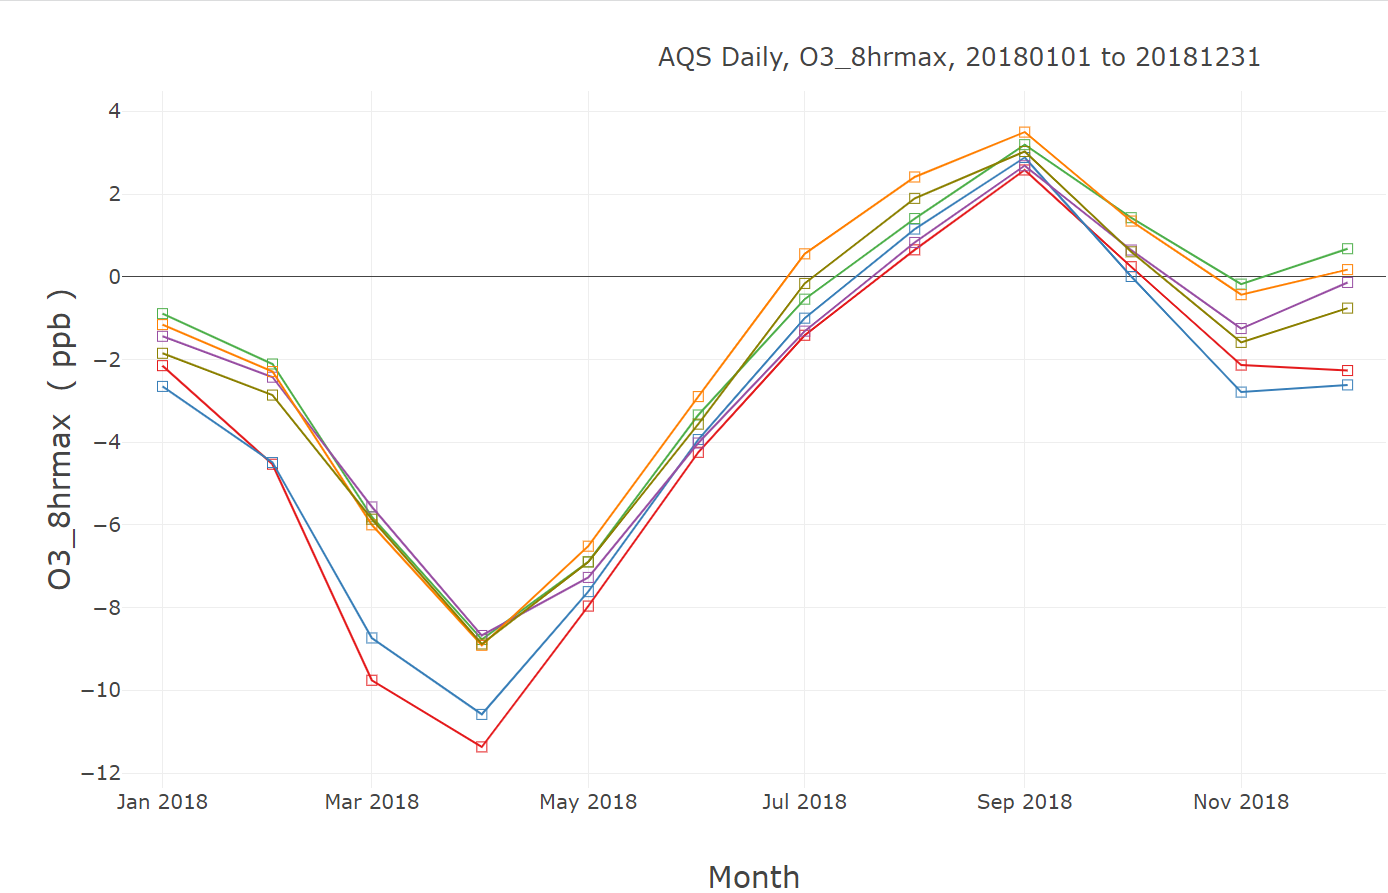 AQS Daily, O3_8hrmax, 20180101 to 20181231
4
2
0
−2
−4
−6
−8
−10
−12
O3_8hrmax ( ppb )
Jan 2018 Mar 2018 May 2018 Jul 2018 Sep 2018 Nov 2018
Month